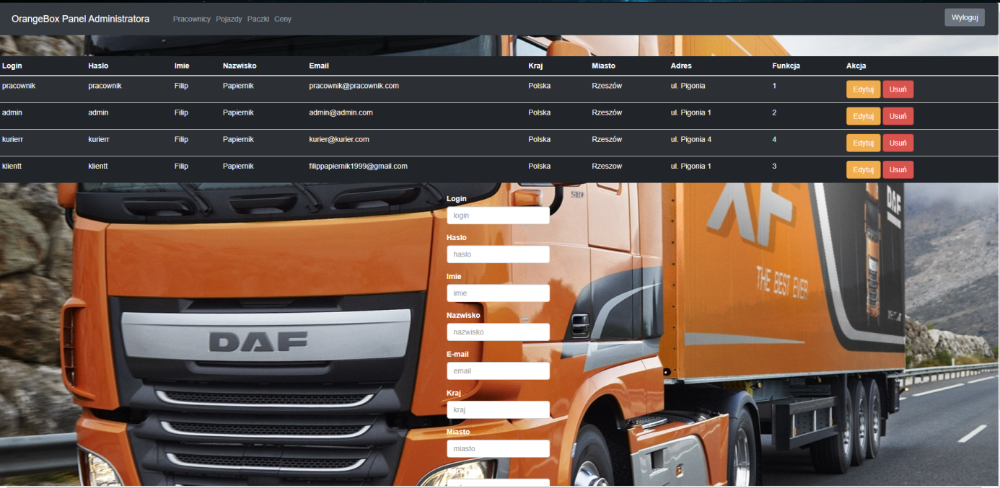 OrangeBox Panel Administratora Pracownicy Pojazdy Paczki Ceny Wyloguj
Login Haslo Imie Nazwisko Email Kraj Miasto Adres Funkcja Akcja
pracownik pracownik Filip Papiernik pracownik@pracownik.com Polska Rzeszów ul. Pigonia 1 Edytuj Usuń
admin admin Filip Papiernik admin@admin.com Polska Rzeszów ul. Pigonia 1 2 Edytuj Usuń
kurierr kurierr Filip Papiernik kurier@kurier.com Polska Rzeszów ul. Pigonia 4 4 Edytuj Usuń
klientt klientt Filip Papiernik filippapiernik1999@gmail.com Polska Rzeszow ul. Pigonia 1 3 Edytuj Usuń
Login
login
Haslo
haslo
Imie
imie
Nazwisko
nazwisko
E-mail
email
Kraj
kraj
Miasto
miasto
510
XF
DAF
THE BEST EVER
DAF